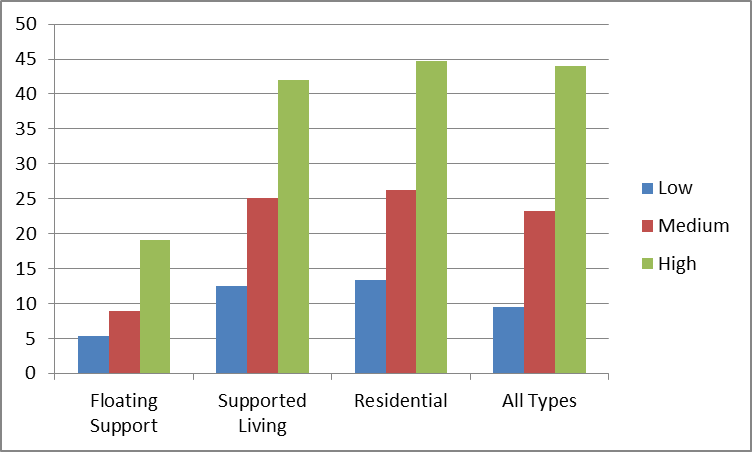 50
45
40
35
30
25
20
15
10
5
0
Low
Medium
High
Floating
Support
Supported
Living
Residential
All Types